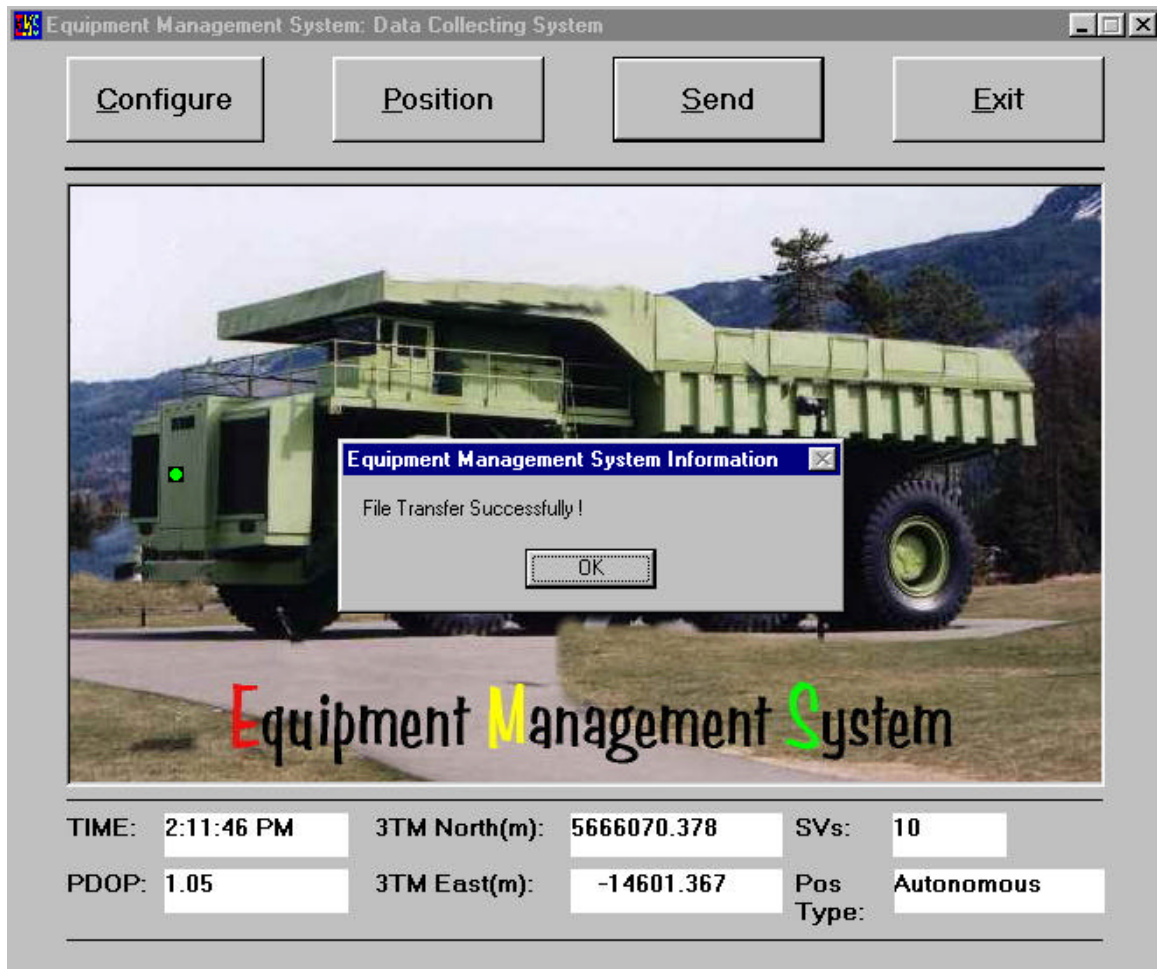 Equipment Management System: Data Collecting System
Configure
Position
Send
Exit
Equipment Management System Information
File Transfer Successfully !
OK
Equipment Management System
TIME: 2:11:46 PM 3TM North(m): 5666070.378 SVs: 10
PDOP: 1.05 3TM East(m): -14601.367 Pos Type: Autonomous